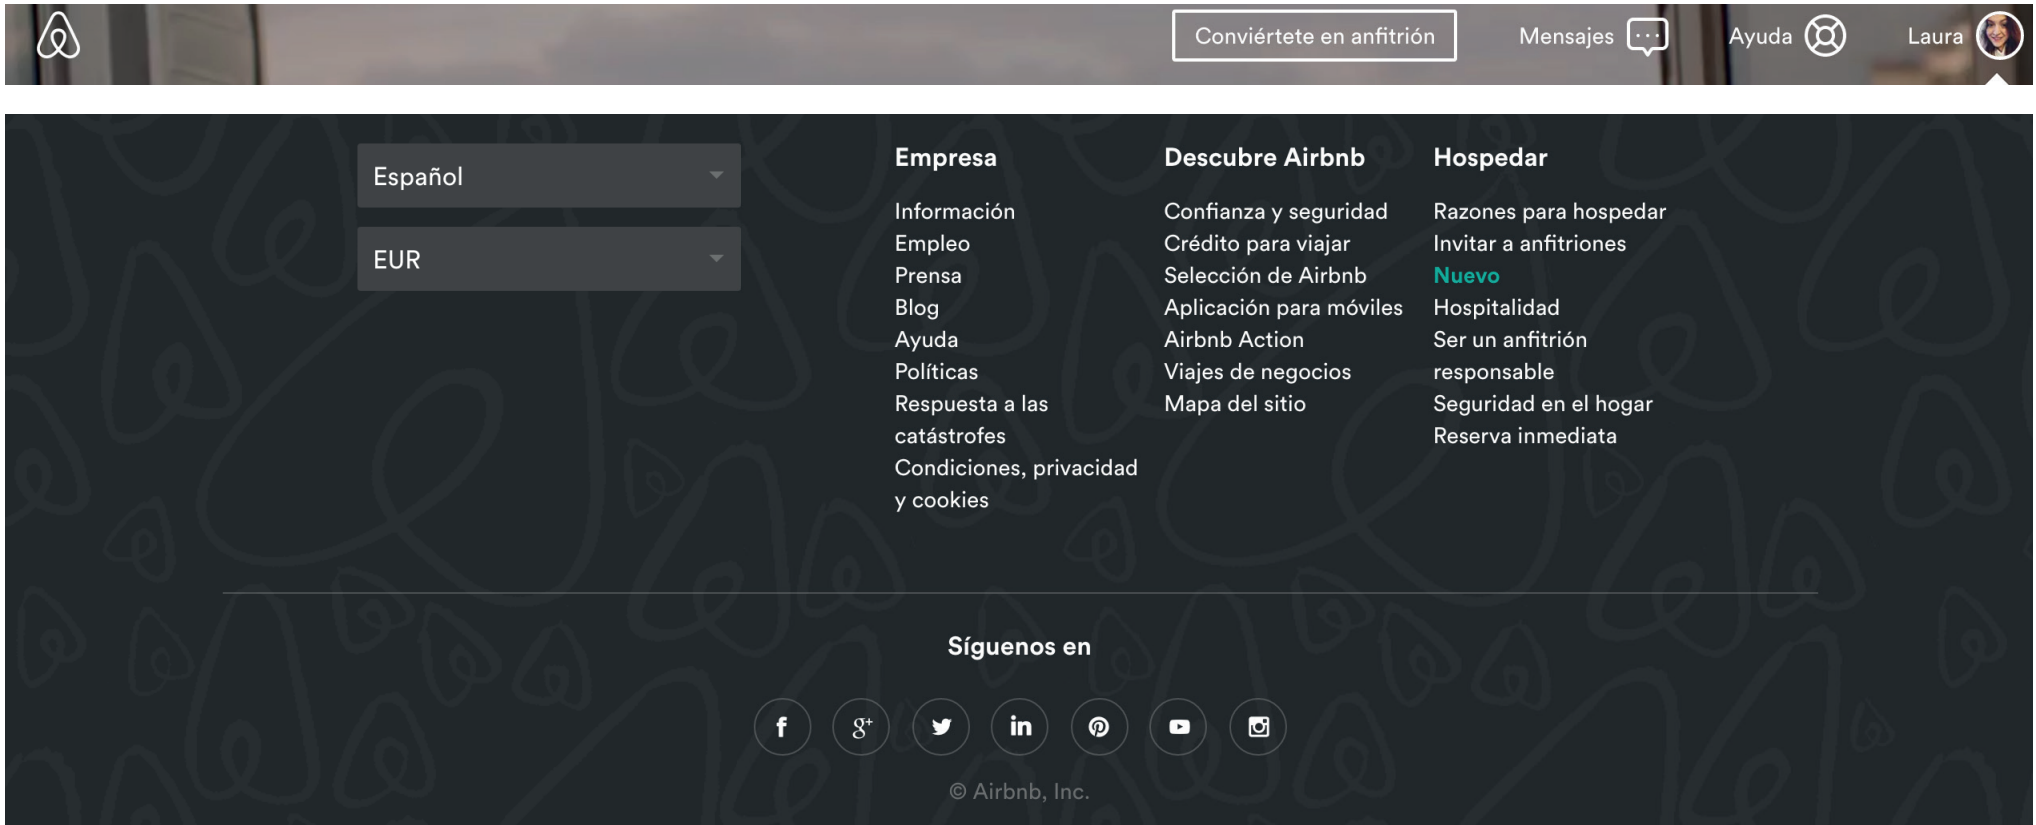 Conviértete en anfitrión
Mensajes
Ayuda
Laura
Español
EUR
Empresa
Información
Empleo
Prensa
Blog
Ayuda
Políticas
Respuesta a las
catástrofes
Condiciones, privacidad
y cookies
Descubre Airbnb
Confianza y seguridad
Crédito para viajar
Selección de Airbnb
Aplicación para móviles
Airbnb Action
Viajes de negocios
Mapa del sitio
Hospedar
Razones para hospedar
Invitar a anfitriones
Nuevo
Hospitalidad
Ser un anfitrión
responsable
Seguridad en el hogar
Reserva inmediata
Síguenos en
f g+ in
© Airbnb, Inc.